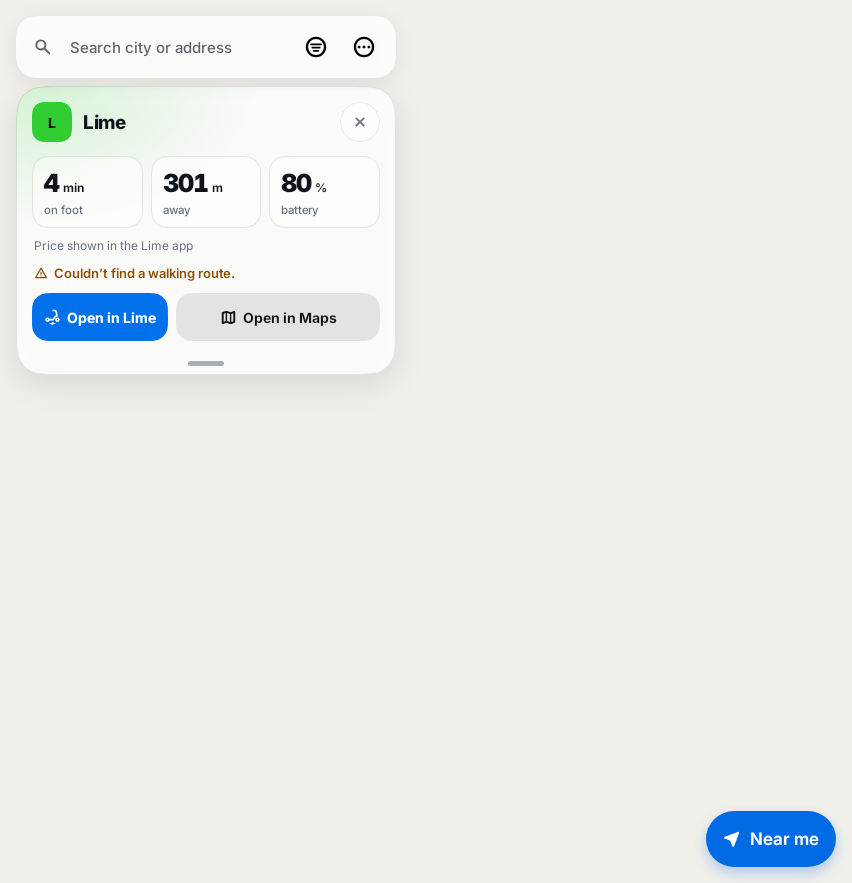 Search city or address
L
Lime
4 min
on foot
301 m
away
80 %
battery
Price shown in the Lime app
Couldn’t find a walking route.
Open in Lime
Open in Maps
Near me